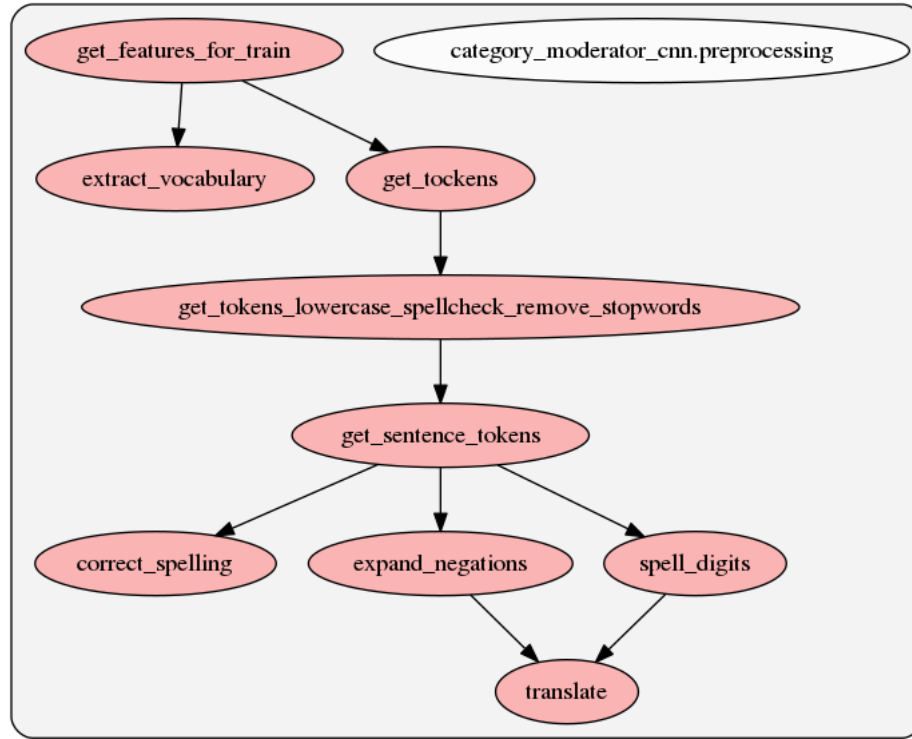 get_features_for_train
category_moderator_cnn.preprocessing
extract_vocabulary
get_tockens
get_tokens_lowercase_spellcheck_remove_stopwords
get_sentence_tokens
correct_spelling
expand_negations
spell_digits
translate